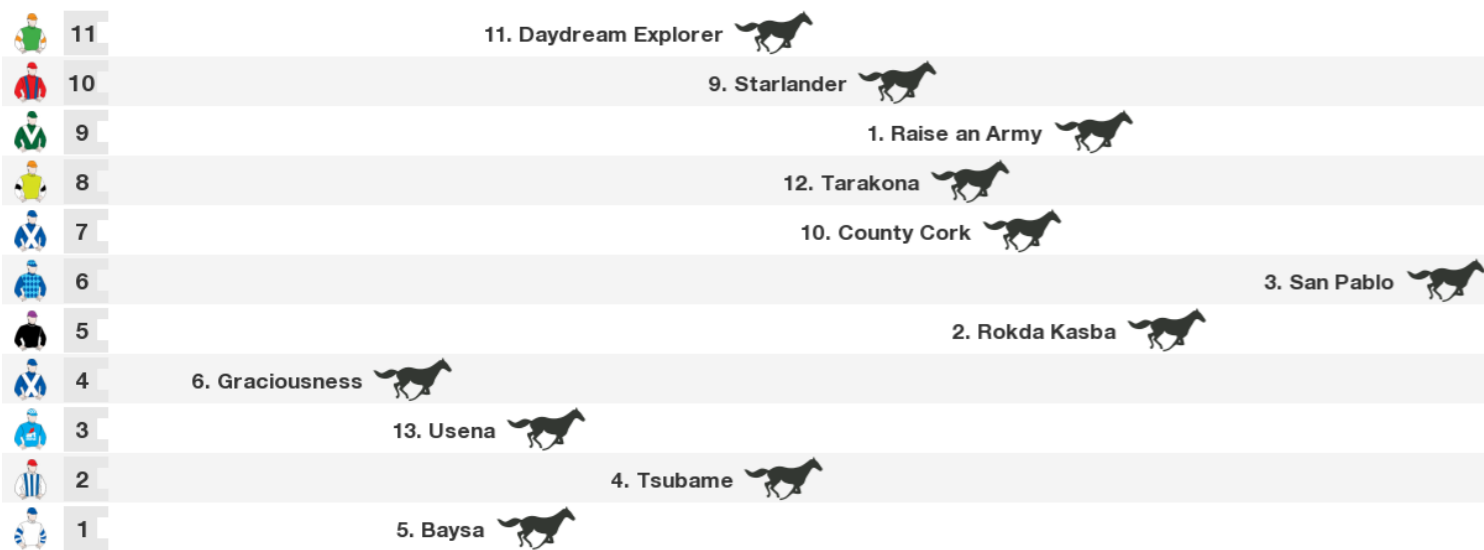 11 11. Daydream Explorer
10 9. Starlander
9 1. Raise an Army
8 12. Tarakona
7 10. County Cork
6 3. San Pablo
5 2. Rokda Kasba
4 6. Graciousness
3 13. Usena
2 4. Tsubame
1 5. Baysa